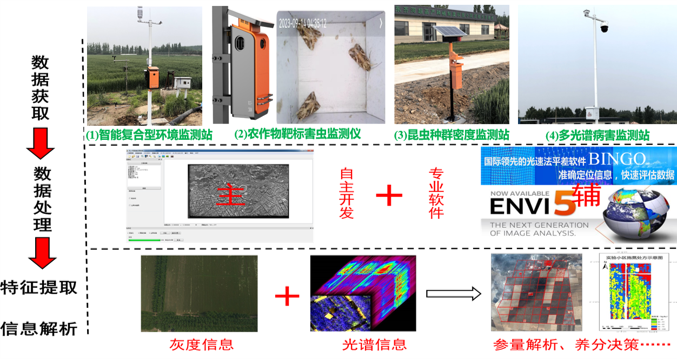 数据获取
数据处理
特征提取
信息解析
2023-09-14 04:36:12
(1)智能复合型环境监测站
(2)农作物靶标害虫监测仪
(3)昆虫种群密度监测站
(4)多光谱病害监测站
主
自主开发
+
专业软件
国际领先的光速法平差软件 BINGO,
准确定位信息，快速评估数据
NOW AVAILABLE
ENVI 5
辅
THE NEXT GENERATION
OF IMAGE ANALYSIS.
+
灰度信息
光谱信息
参量解析、养分决策……